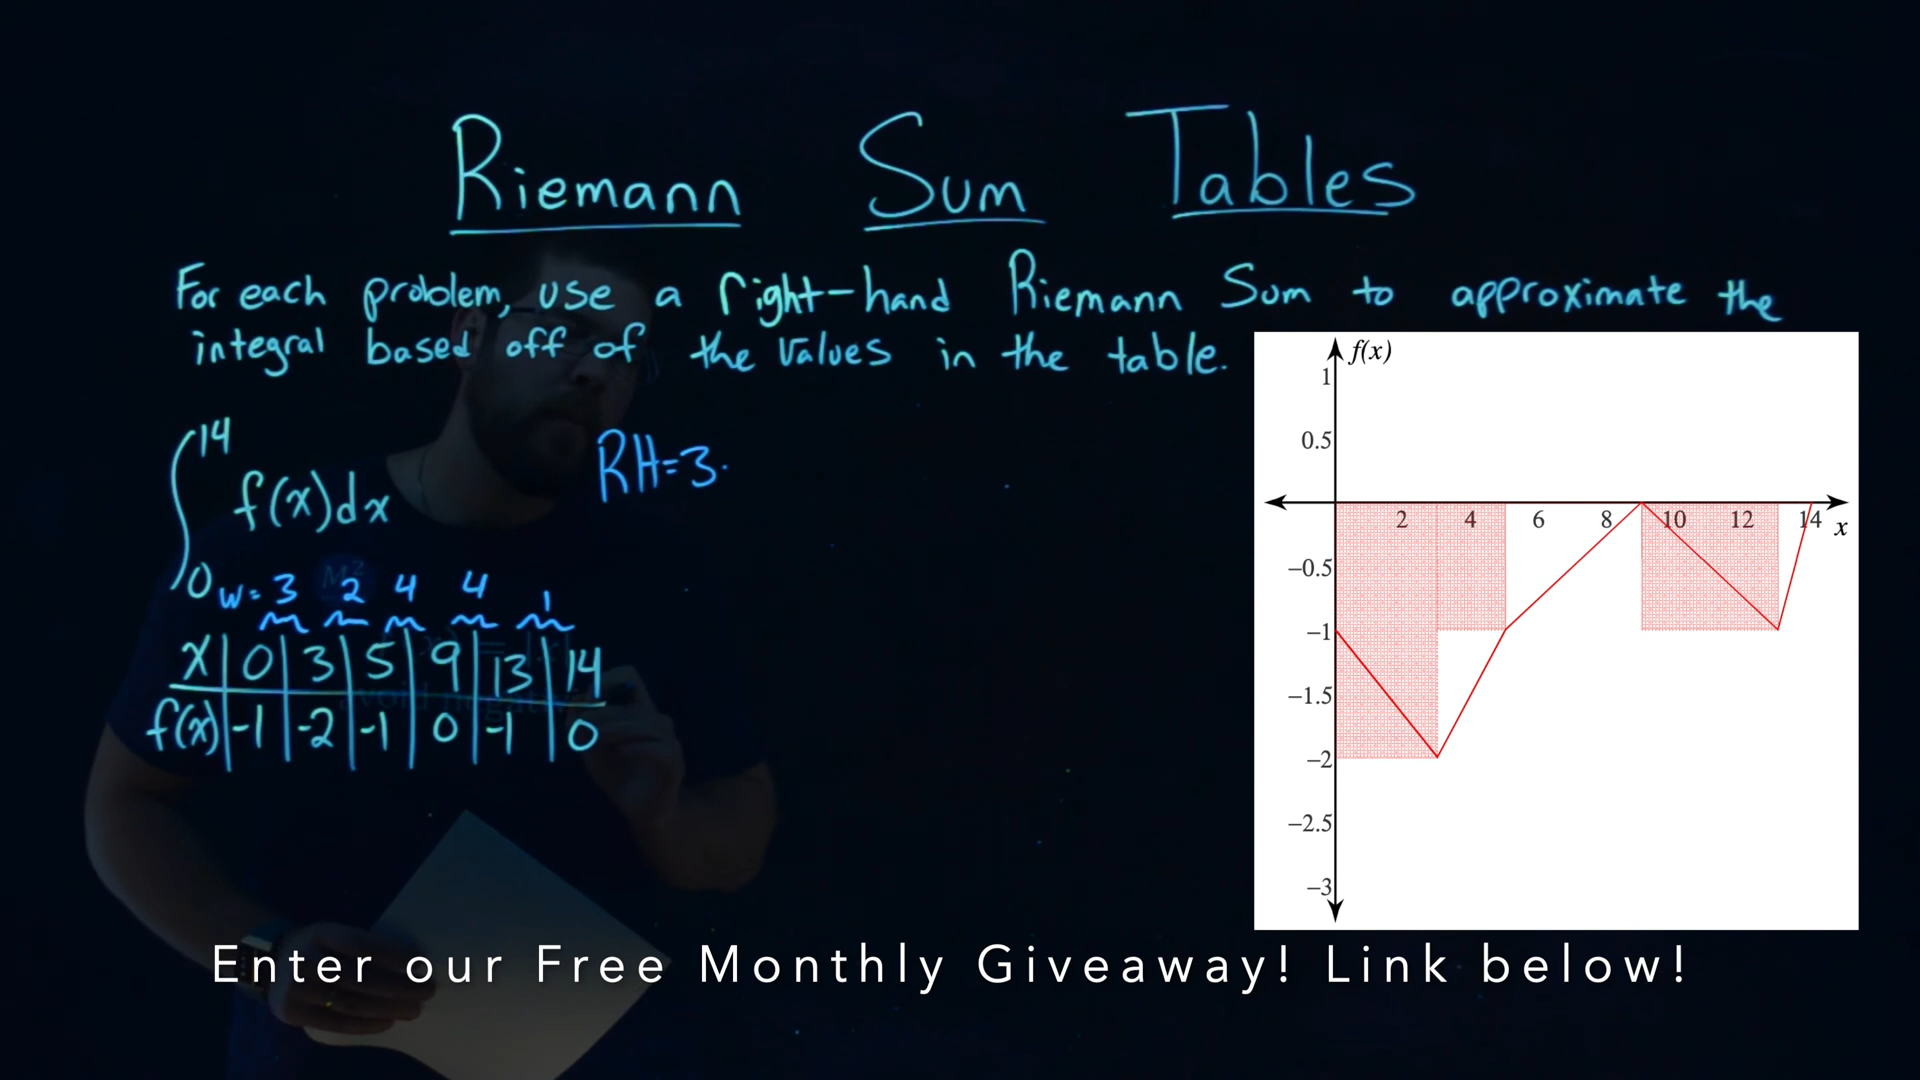 Riemann Sum Tables
For each problem, use a right-hand Riemann Sum to approximate the
integral based off of the values in the table.
∫₀¹⁴ f(x)dx
RH=3·
w= 3 2 4 4 1
x | 0 | 3 | 5 | 9 | 13 | 14
f(x) | -1 | -2 | -1 | 0 | -1 | 0
f(x)
1
0.5
2 4 6 8 10 12 14 x
−0.5
−1
−1.5
−2
−2.5
−3
Enter our Free Monthly Giveaway! Link below!